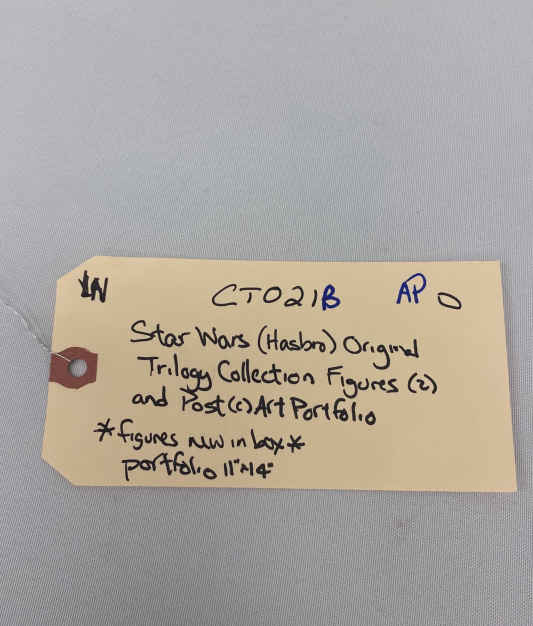 IN CT021B AP O
Star Wars (Hasbro) Original
Trilogy Collection Figures (2)
and Post(c) Art Portfolio
*figures new in box*
portfolio 11"x14"